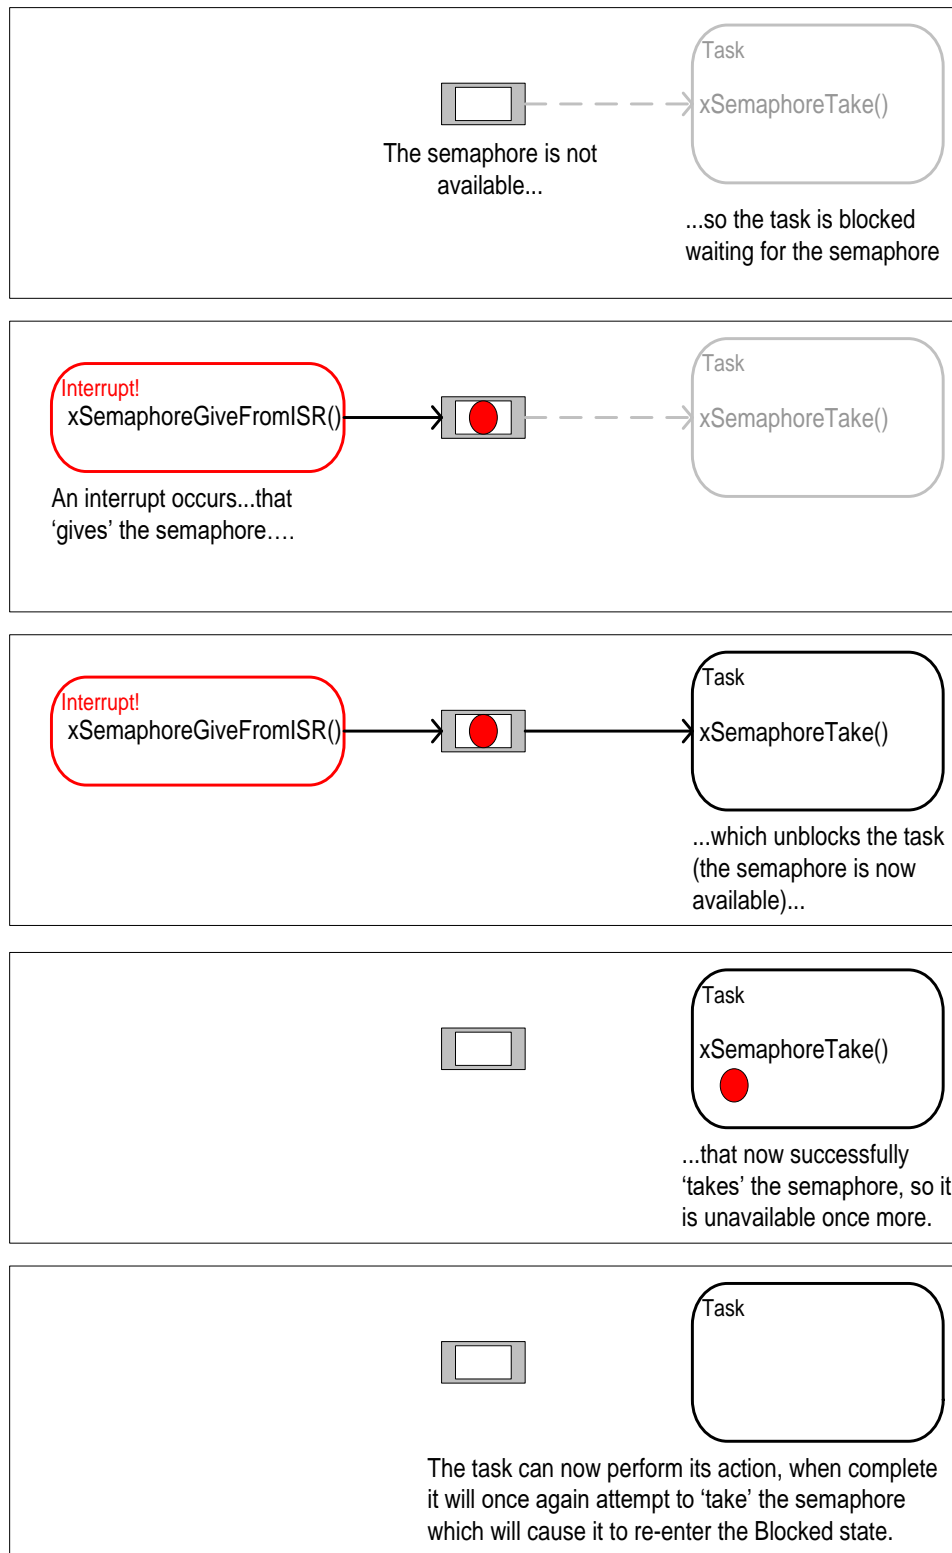 Task
xSemaphoreTake()
The semaphore is not
available...
...so the task is blocked
waiting for the semaphore
Task
Interrupt!
xSemaphoreGiveFromISR()
xSemaphoreTake()
An interrupt occurs...that
‘gives’ the semaphore….
Task
Interrupt!
xSemaphoreGiveFromISR()
xSemaphoreTake()
...which unblocks the task
(the semaphore is now
available)...
Task
xSemaphoreTake()
...that now successfully
‘takes’ the semaphore, so it
is unavailable once more.
Task
The task can now perform its action, when complete
it will once again attempt to ‘take’ the semaphore
which will cause it to re-enter the Blocked state.